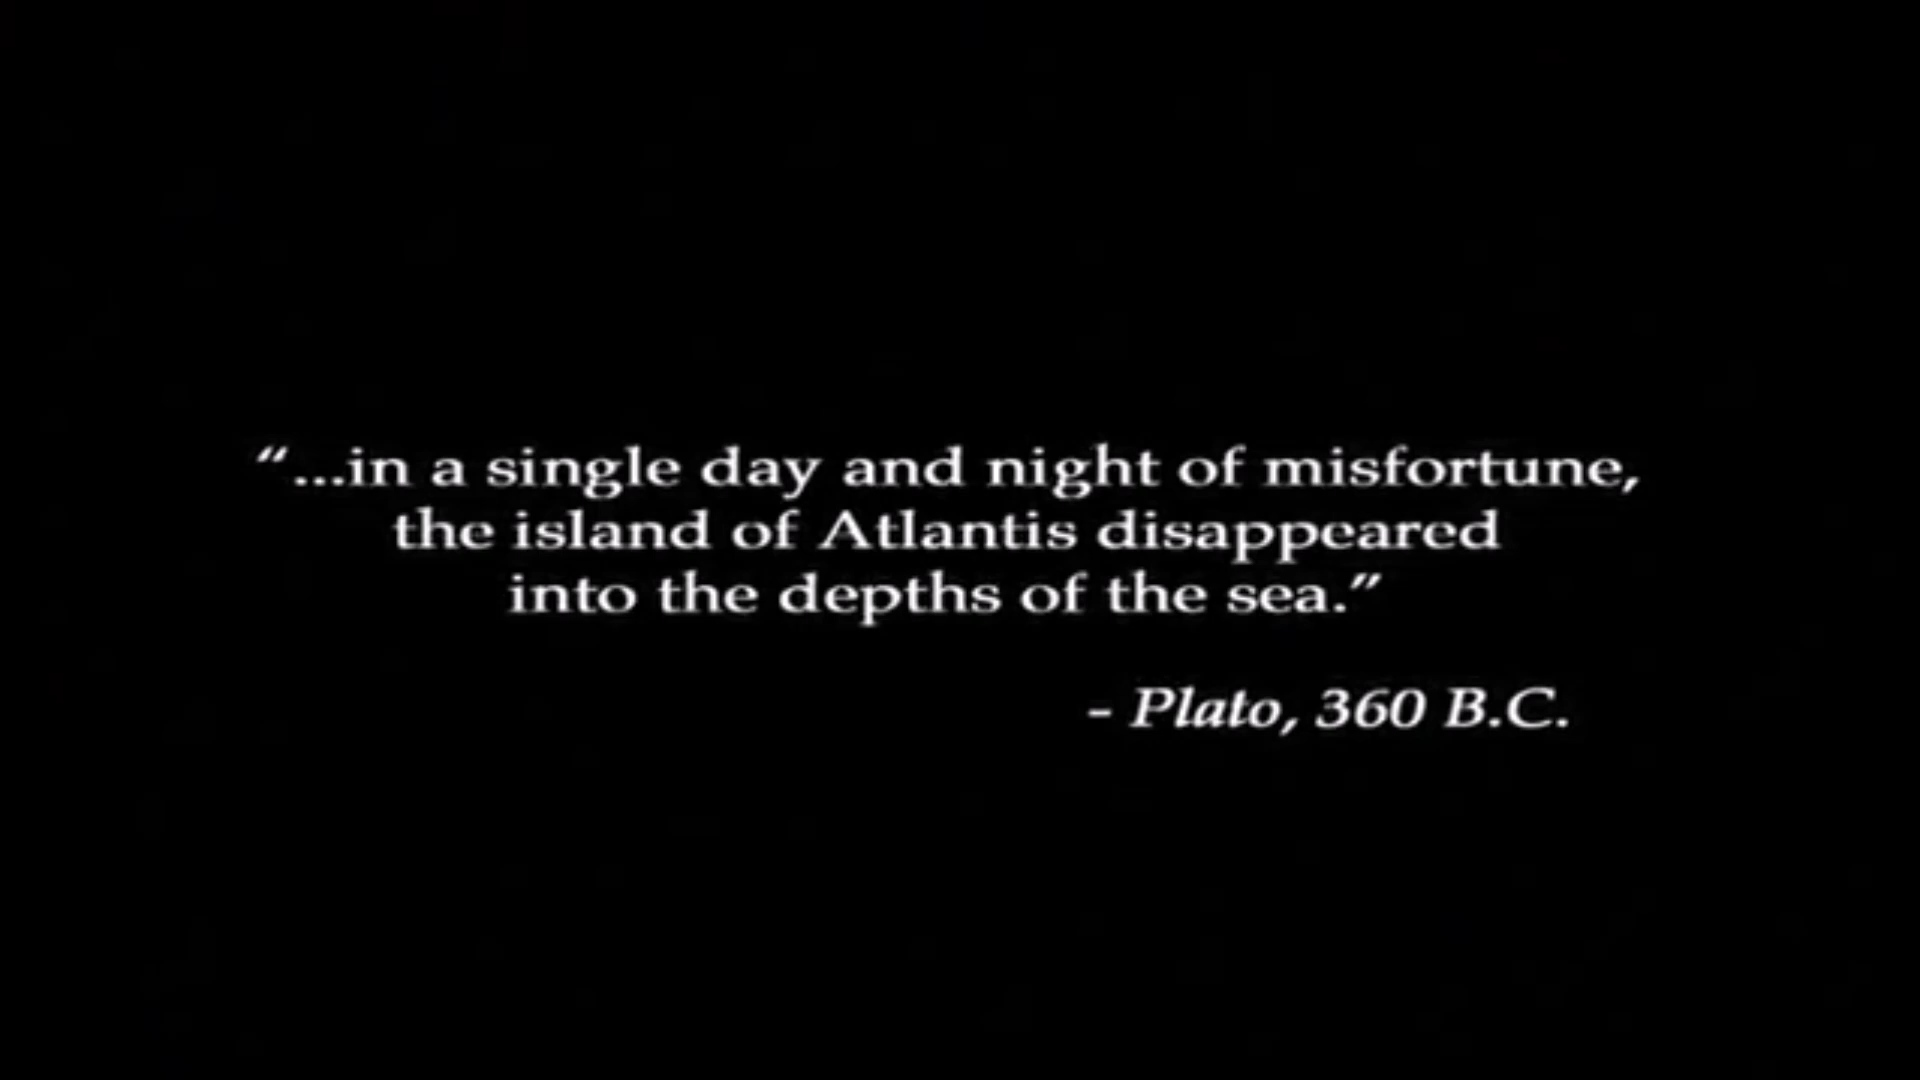 “...in a single day and night of misfortune,
the island of Atlantis disappeared
into the depths of the sea.”
- Plato, 360 B.C.